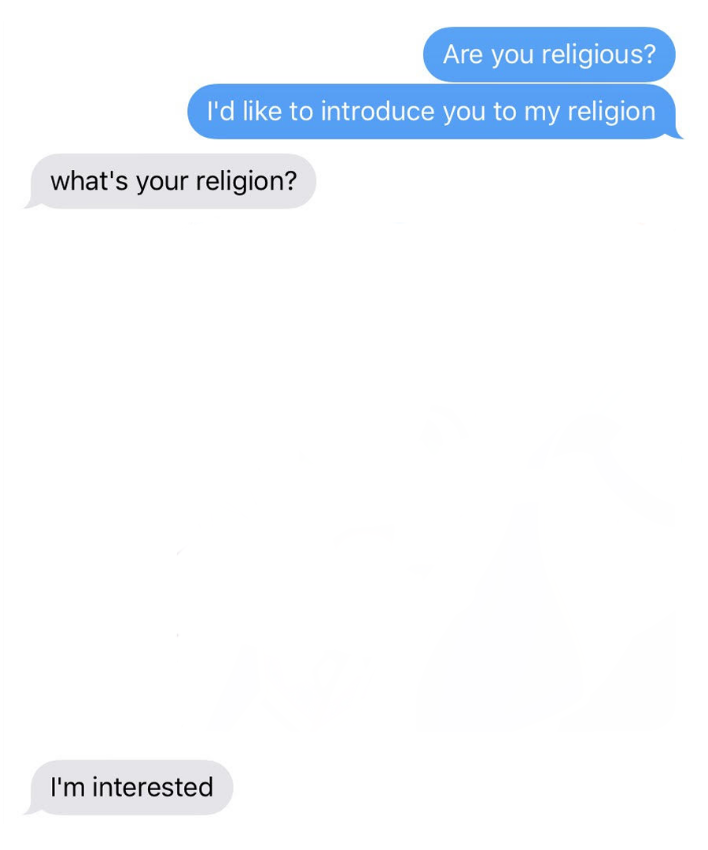 Are you religious?
I'd like to introduce you to my religion
what's your religion?
I'm interested